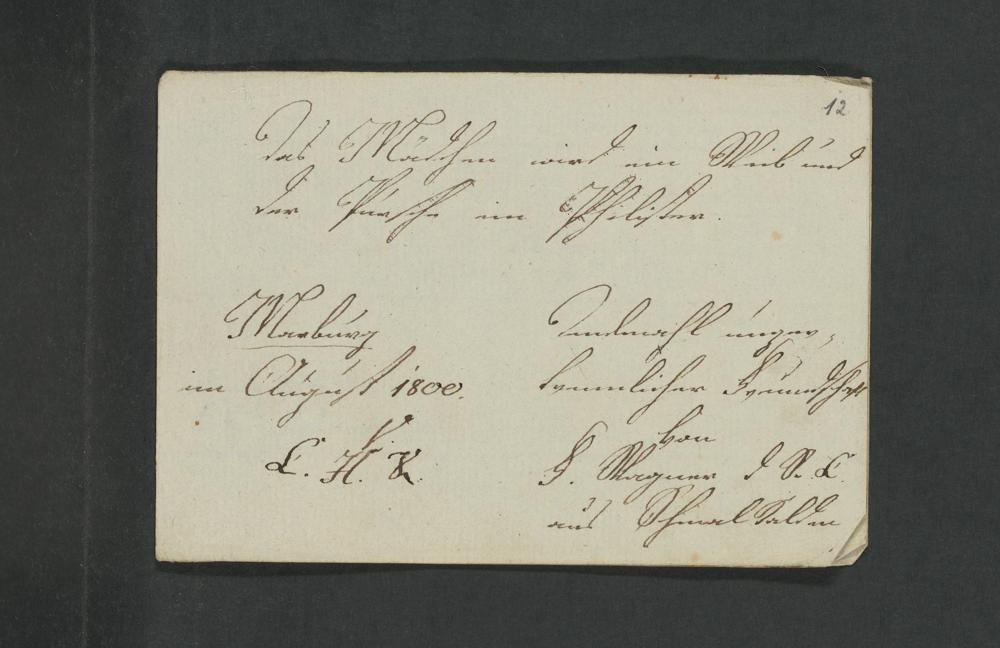 12
Das Mädchen wird ein Weib und
der Pursche ein Philister.
Marburg
im August 1800.
Denkmahl unzer,
trennlicher Freundschaft
von
F. Wagner d. R. C.
aus Schmalkalden